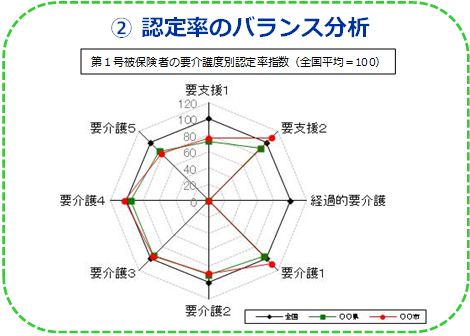 ② 認定率のバランス分析
第１号被保険者の要介護度別認定率指数（全国平均＝100）
要支援1
120
100
80
60
40
20
0
要支援2
経過的要介護
要介護1
要介護2
要介護3
要介護4
要介護5
全国
〇〇県
〇〇市